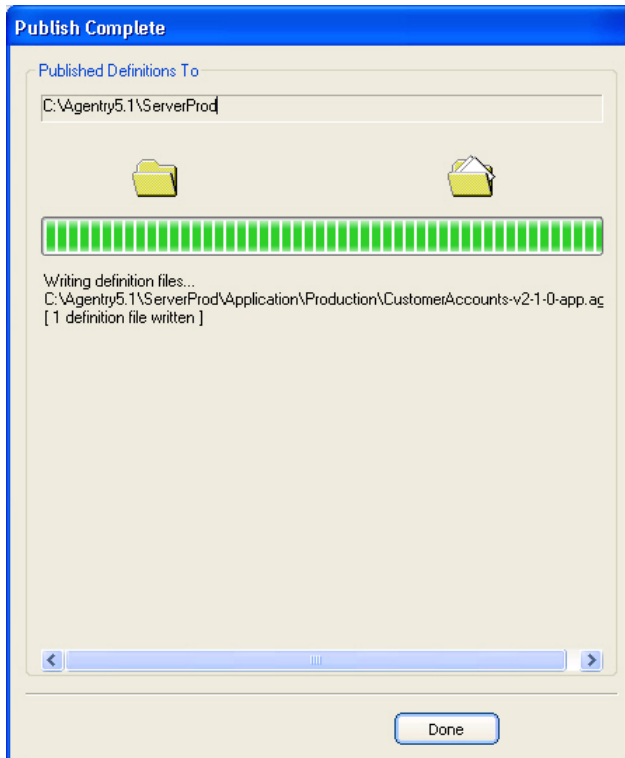 Publish Complete
Published Definitions To
C:\Agentry5.1\ServerProd
Writing definition files...
C:\Agentry5.1\ServerProd\Application\Production\CustomerAccounts-v2-1-0-app.ag
[ 1 definition file written ]
Done